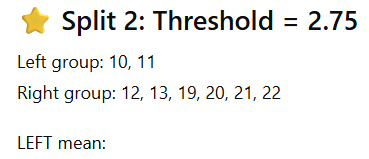 ⭐ Split 2: Threshold = 2.75
Left group: 10, 11
Right group: 12, 13, 19, 20, 21, 22
LEFT mean: